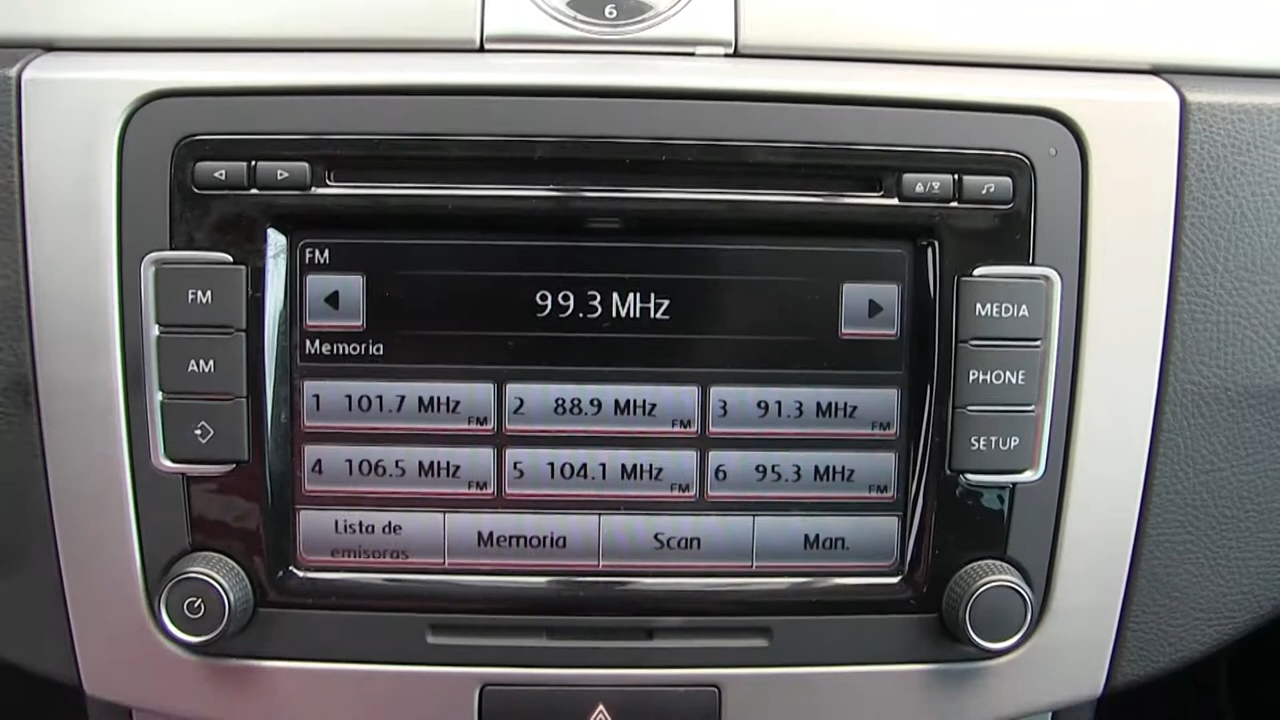 6
FM
99.3 MHz
Memoria
1 101.7 MHz FM
2 88.9 MHz FM
3 91.3 MHz FM
4 106.5 MHz FM
5 104.1 MHz FM
6 95.3 MHz FM
Lista de
emisoras
Memoria
Scan
Man.
FM
AM
MEDIA
PHONE
SETUP